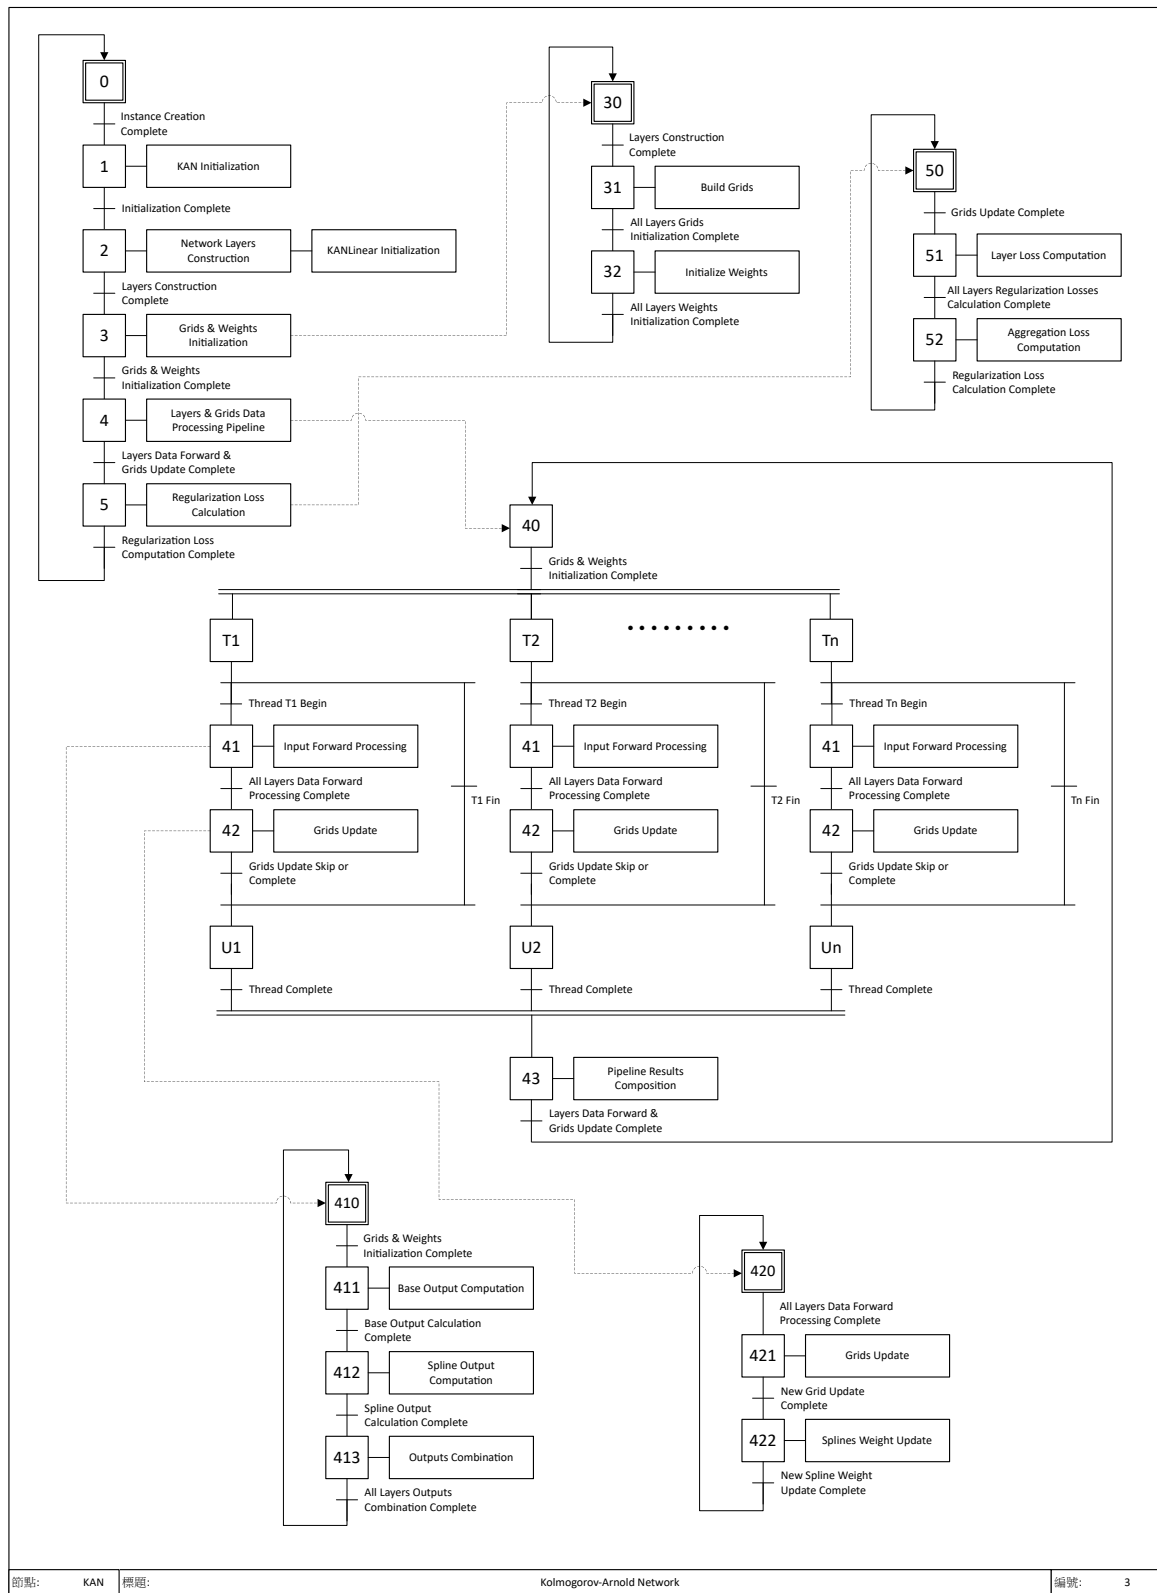 0
Instance Creation
Complete
1
KAN Initialization
Initialization Complete
2
Network Layers
Construction
KANLinear Initialization
Layers Construction
Complete
3
Grids & Weights
Initialization
Grids & Weights
Initialization Complete
4
Layers & Grids Data
Processing Pipeline
Layers Data Forward &
Grids Update Complete
5
Regularization Loss
Calculation
Regularization Loss
Computation Complete
30
Layers Construction
Complete
31
Build Grids
All Layers Grids
Initialization Complete
32
Initialize Weights
All Layers Weights
Initialization Complete
50
Grids Update Complete
51
Layer Loss Computation
All Layers Regularization Losses
Calculation Complete
52
Aggregation Loss
Computation
Regularization Loss
Calculation Complete
40
Grids & Weights
Initialization Complete
T1
Thread T1 Begin
41
Input Forward Processing
All Layers Data Forward
Processing Complete
T1 Fin
42
Grids Update
Grids Update Skip or
Complete
U1
Thread Complete
T2
Thread T2 Begin
41
Input Forward Processing
All Layers Data Forward
Processing Complete
T2 Fin
42
Grids Update
Grids Update Skip or
Complete
U2
Thread Complete
Tn
Thread Tn Begin
41
Input Forward Processing
All Layers Data Forward
Processing Complete
Tn Fin
42
Grids Update
Grids Update Skip or
Complete
Un
Thread Complete
43
Pipeline Results
Composition
Layers Data Forward &
Grids Update Complete
410
Grids & Weights
Initialization Complete
411
Base Output Computation
Base Output Calculation
Complete
412
Spline Output
Computation
Spline Output
Calculation Complete
413
Outputs Combination
All Layers Outputs
Combination Complete
420
All Layers Data Forward
Processing Complete
421
Grids Update
New Grid Update
Complete
422
Splines Weight Update
New Spline Weight
Update Complete
節點: KAN 標題: Kolmogorov-Arnold Network 編號: 3